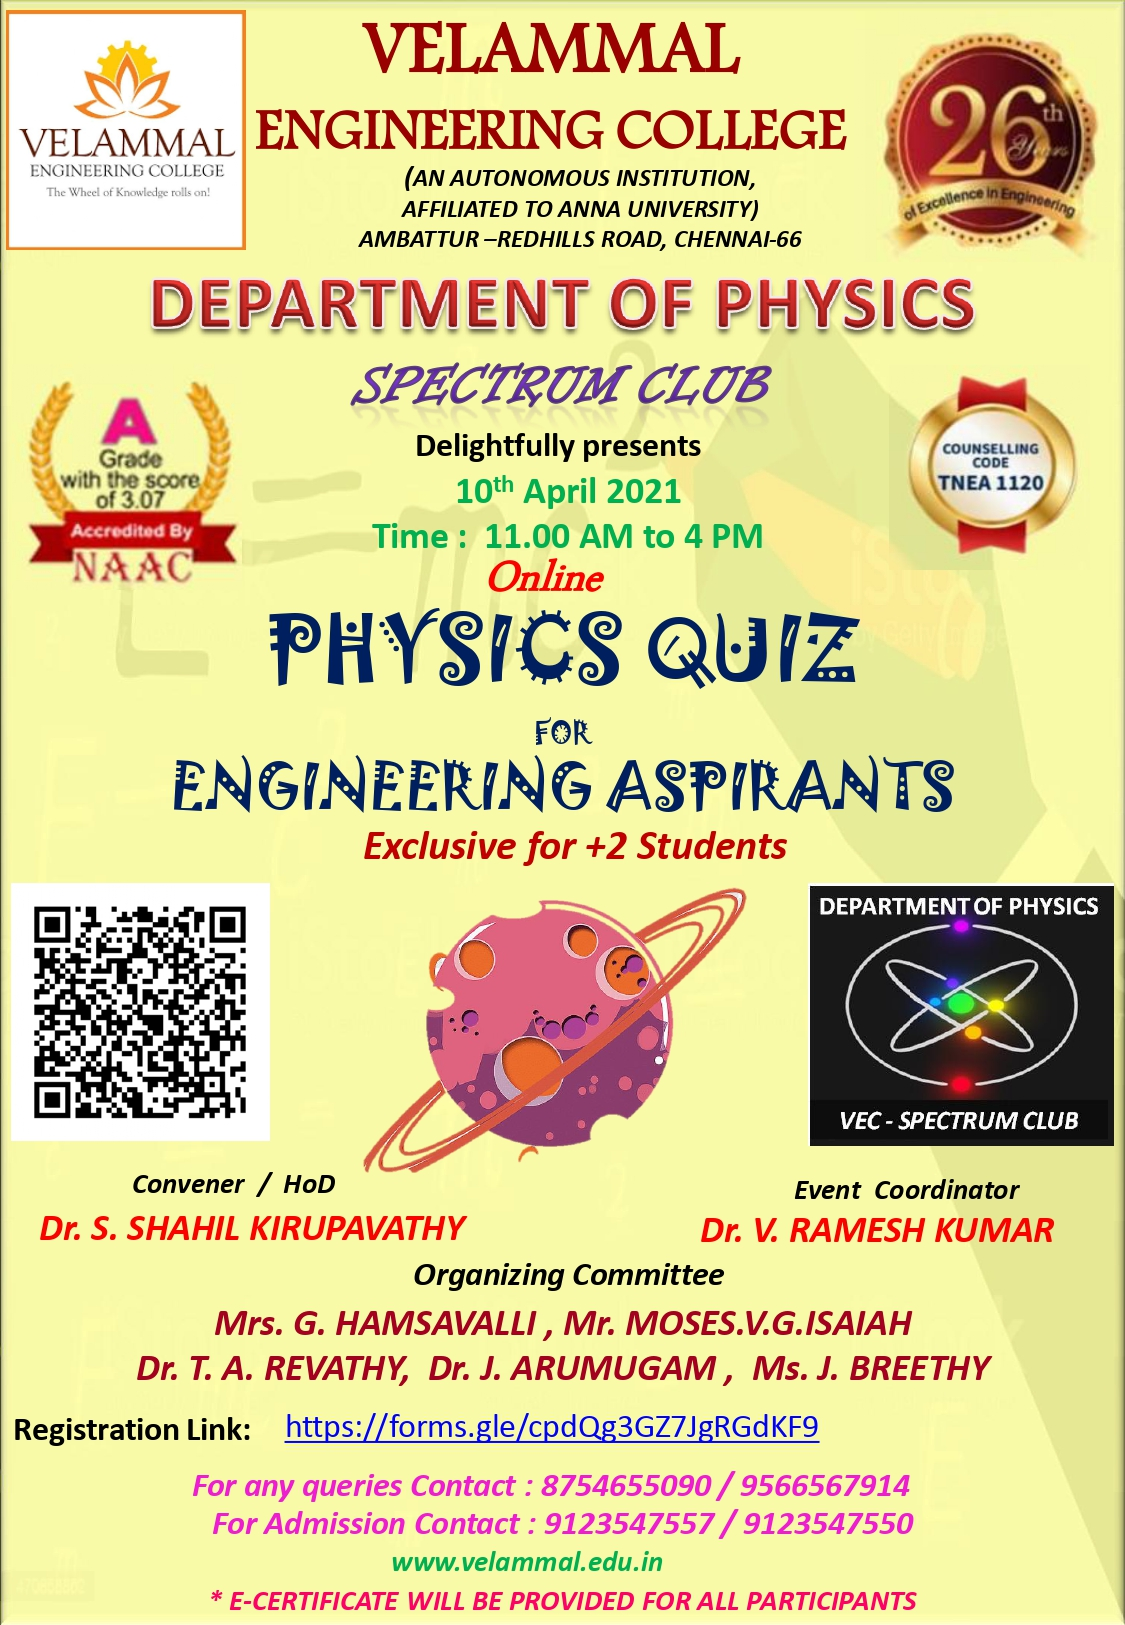 VELAMMAL
ENGINEERING COLLEGE
The Wheel of Knowledge rolls on!
VELAMMAL
ENGINEERING COLLEGE
(AN AUTONOMOUS INSTITUTION,
AFFILIATED TO ANNA UNIVERSITY)
AMBATTUR –REDHILLS ROAD, CHENNAI-66
26th
Years
of Excellence in Engineering
DEPARTMENT OF PHYSICS
SPECTRUM CLUB
A
Grade
with the score
of 3.07
Accredited By
NAAC
Delightfully presents
10th April 2021
Time : 11.00 AM to 4 PM
Online
COUNSELLING
CODE
TNEA 1120
PHYSICS QUIZ
FOR
ENGINEERING ASPIRANTS
Exclusive for +2 Students
DEPARTMENT OF PHYSICS
VEC - SPECTRUM CLUB
Convener / HoD
Dr. S. SHAHIL KIRUPAVATHY
Event Coordinator
Dr. V. RAMESH KUMAR
Organizing Committee
Mrs. G. HAMSAVALLI , Mr. MOSES.V.G.ISAIAH
Dr. T. A. REVATHY, Dr. J. ARUMUGAM , Ms. J. BREETHY
Registration Link: https://forms.gle/cpdQg3GZ7JgRGdKF9
For any queries Contact : 8754655090 / 9566567914
For Admission Contact : 9123547557 / 9123547550
www.velammal.edu.in
* E-CERTIFICATE WILL BE PROVIDED FOR ALL PARTICIPANTS